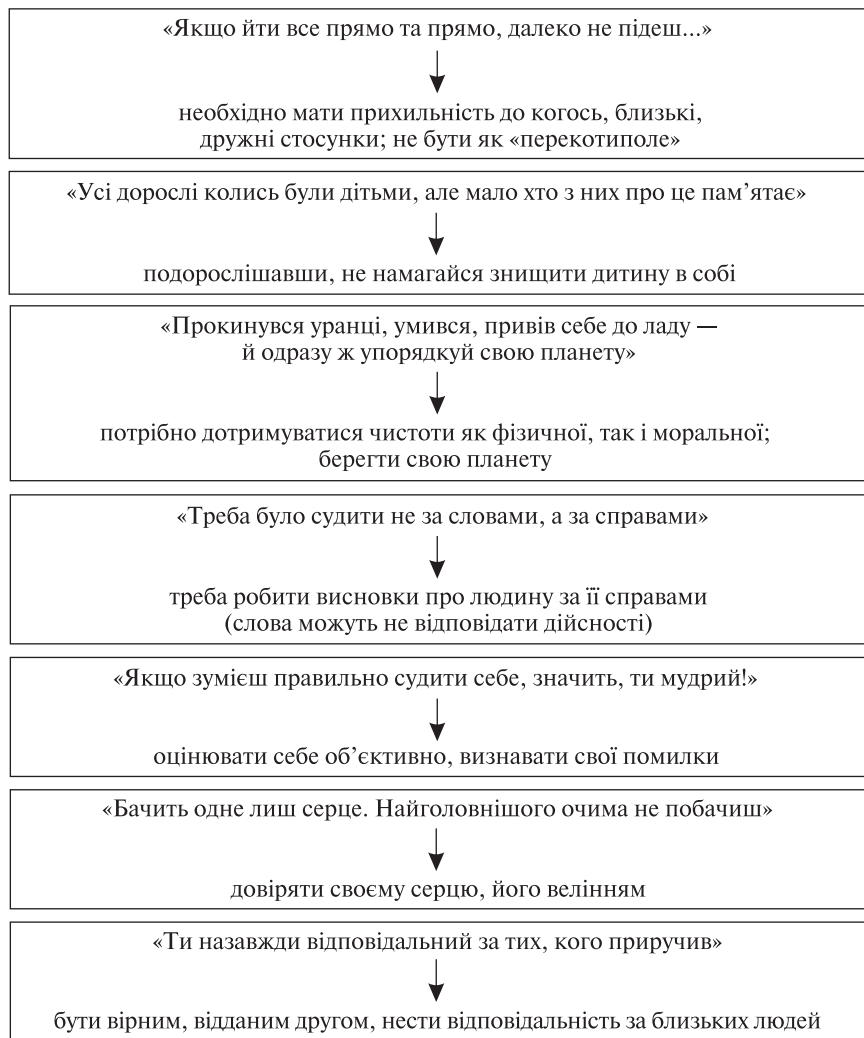 «Якщо йти все прямо та прямо, далеко не підеш...»
необхідно мати прихильність до когось, близькі,
дружні стосунки; не бути як «перекотиполе»
«Усі дорослі колись були дітьми, але мало хто з них про це пам’ятає»
подорослішавши, не намагайся знищити дитину в собі
«Прокинувся уранці, умився, привів себе до ладу —
й одразу ж упорядкуй свою планету»
потрібно дотримуватися чистоти як фізичної, так і моральної;
берегти свою планету
«Треба було судити не за словами, а за справами»
треба робити висновки про людину за її справами
(слова можуть не відповідати дійсності)
«Якщо зумієш правильно судити себе, значить, ти мудрий!»
оцінювати себе об’єктивно, визнавати свої помилки
«Бачить одне лиш серце. Найголовнішого очима не побачиш»
довіряти своєму серцю, його велінням
«Ти назавжди відповідальний за тих, кого приручив»
бути вірним, відданим другом, нести відповідальність за близьких людей